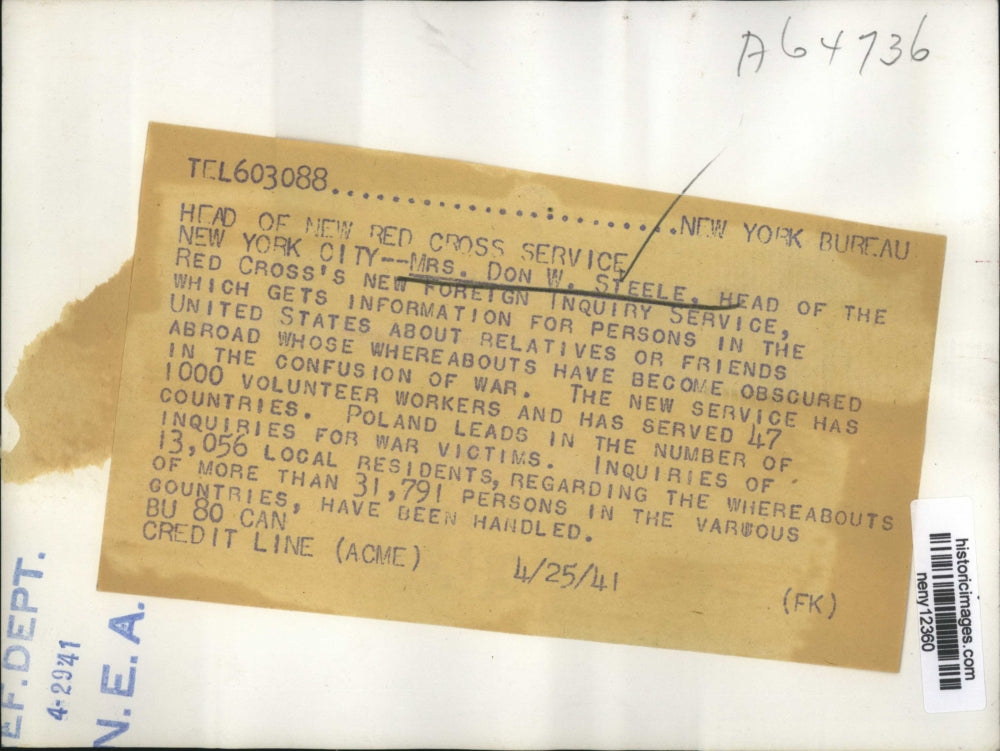 A64736
TEL603088.........................NEW YORK BUREAU
HEAD OF NEW RED CROSS SERVICE
NEW YORK CITY--MRS. DON W. STEELE, HEAD OF THE
RED CROSS'S NEW FOREIGN INQUIRY SERVICE,
WHICH GETS INFORMATION FOR PERSONS IN THE
UNITED STATES ABOUT RELATIVES OR FRIENDS
ABROAD WHOSE WHEREABOUTS HAVE BECOME OBSCURED
IN THE CONFUSION OF WAR. THE NEW SERVICE HAS
1000 VOLUNTEER WORKERS AND HAS SERVED 47
COUNTRIES. POLAND LEADS IN THE NUMBER OF
INQUIRIES FOR WAR VICTIMS. INQUIRIES OF
13,056 LOCAL RESIDENTS, REGARDING THE WHEREABOUTS
OF MORE THAN 31,791 PERSONS IN THE VARWOUS
COUNTRIES, HAVE BEEN HANDLED.
BU 80 CAN
CREDIT LINE (ACME) 4/25/41 (FK)
EF. DEPT.
4-29-41
N. E. A.
historicimages.com
neny12360